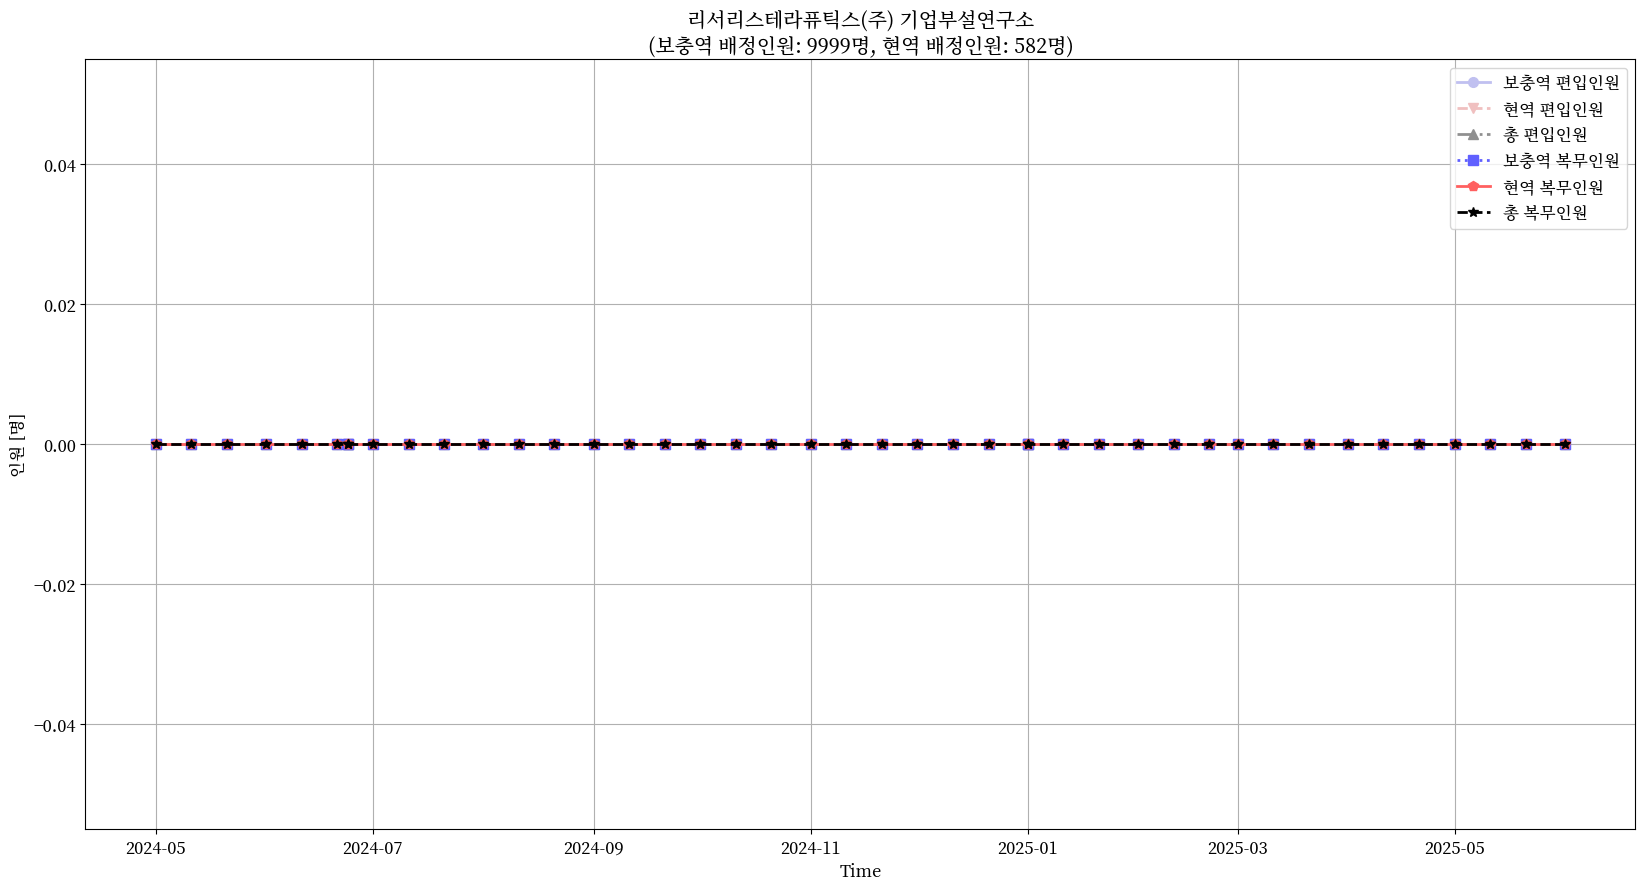 리서리스테라퓨틱스(주) 기업부설연구소
(보충역 배정인원: 9999명, 현역 배정인원: 582명)
보충역 편입인원
현역 편입인원
총 편입인원
보충역 복무인원
현역 복무인원
총 복무인원
인원 [명]
0.04
0.02
0.00
−0.02
−0.04
2024-05
2024-07
2024-09
2024-11
2025-01
2025-03
2025-05
Time